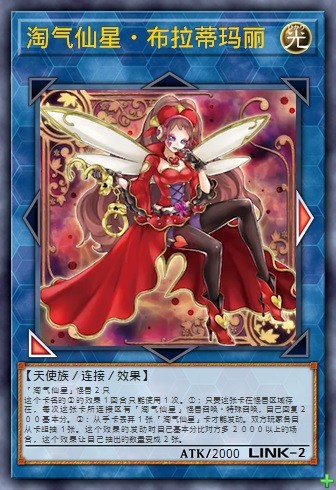 淘气仙星·布拉蒂玛丽
光
【天使族／连接／效果】
「淘气仙星」怪兽2只
这个卡名的②的效果1回合只能使用1次。①：只要这张卡在怪兽区域存
在，每次这张卡所连接区有「淘气仙星」怪兽召唤·特殊召唤，自己回复2
００基本分。②：从手卡丢弃1张「淘气仙星」卡才能发动。双方玩家各自
从卡组抽1张。这个效果的发动时自己基本分比对方多２０００以上的场
合，这个效果让自己抽出的数量变成2张。
ATK/2000 LINK-2